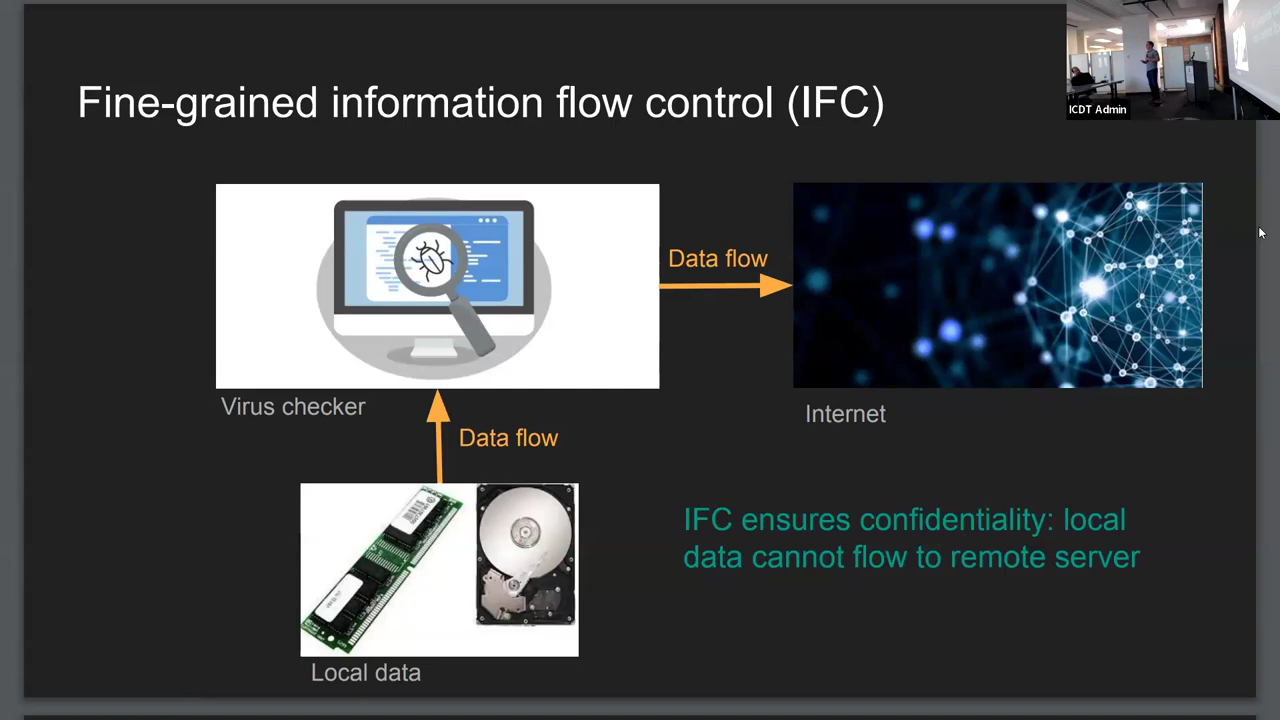 Fine-grained information flow control (IFC)
ICDT Admin
Data flow
Virus checker
Internet
Data flow
IFC ensures confidentiality: local
data cannot flow to remote server
Local data